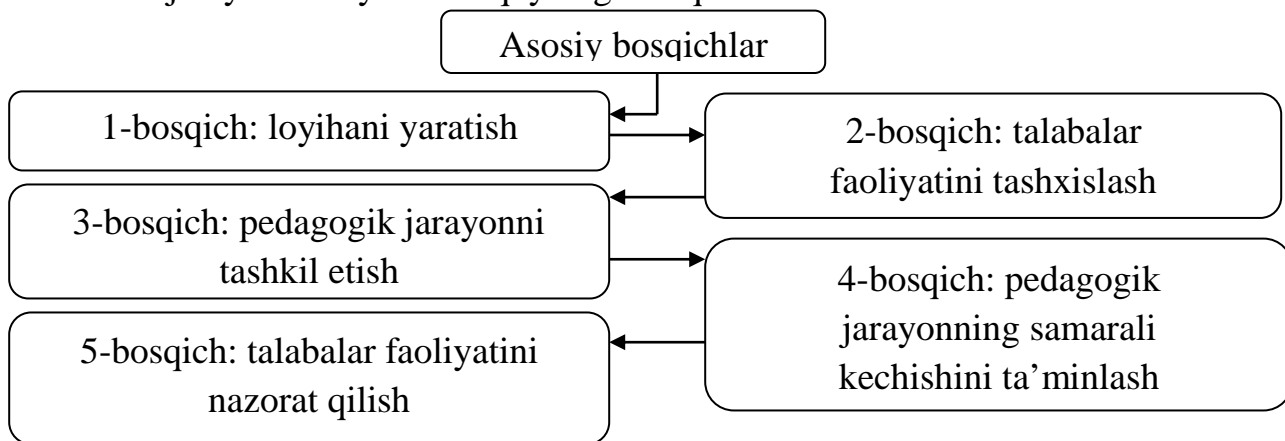 Asosiy bosqichlar
1-bosqich: loyihani yaratish
2-bosqich: talabalar
faoliyatini tashxislash
3-bosqich: pedagogik jarayonni
tashkil etish
4-bosqich: pedagogik
jarayonning samarali
kechishini ta’minlash
5-bosqich: talabalar faoliyatini
nazorat qilish